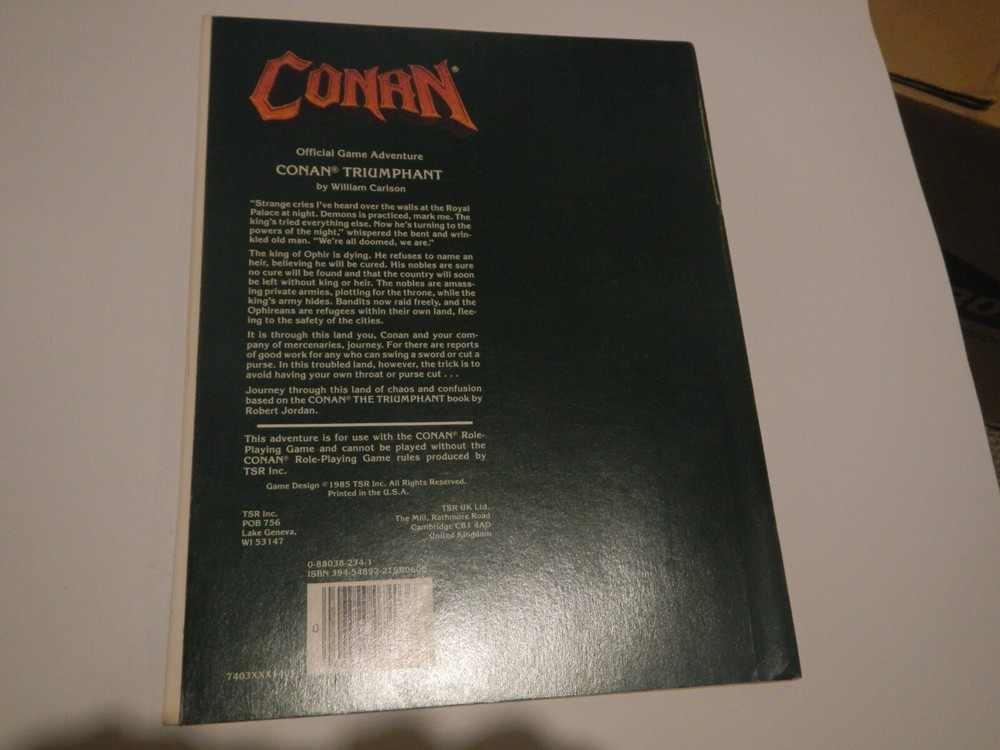 CONAN®
Official Game Adventure
CONAN® TRIUMPHANT
by William Carlson
"Strange cries I've heard over the walls at the Royal
Palace at night. Demons is practiced, mark me. The
king's tried everything else. Now he's turning to the
powers of the night," whispered the bent and wrin-
kled old man. "We're all doomed, we are."
The king of Ophir is dying. He refuses to name an
heir, believing he will be cured. His nobles are sure
no cure will be found and that the country will soon
be left without king or heir. The nobles are amass-
ing private armies, plotting for the throne, while the
king's army hides. Bandits now raid freely, and the
Ophireans are refugees within their own land, flee-
ing to the safety of the cities.
It is through this land you, Conan and your com-
pany of mercenaries, journey. For there are reports
of good work for any who can swing a sword or cut a
purse. In this troubled land, however, the trick is to
avoid having your own throat or purse cut . . .
Journey through this land of chaos and confusion
based on the CONAN® THE TRIUMPHANT book by
Robert Jordan.
This adventure is for use with the CONAN® Role-
Playing Game and cannot be played without the
CONAN® Role-Playing Game rules produced by
TSR Inc.
Game Design ©1985 TSR Inc. All Rights Reserved.
Printed in the U.S.A.
TSR Inc.
POB 756
Lake Geneva,
WI 53147
TSR UK Ltd.
The Mill, Rathmore Road
Cambridge CB1 4AD
United Kingdom
0-88038-234-1
ISBN 394-54892-2TSR0600
0